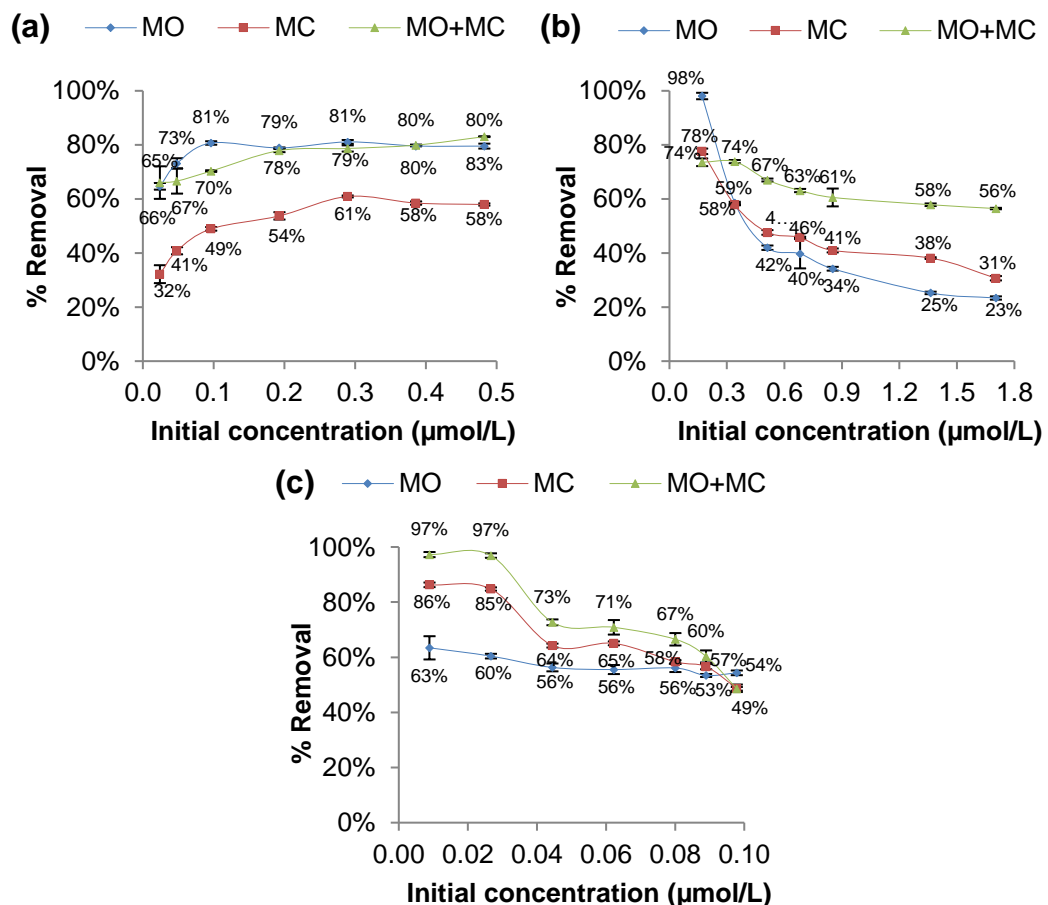 (a) MO MC MO+MC
100%
80%
60%
40%
20%
0%
% Removal
65% 73% 81% 79% 81% 80% 80%
66% 67% 70% 78% 79% 80% 83%
32% 41% 49% 54% 61% 58% 58%
0.0 0.1 0.2 0.3 0.4 0.5
Initial concentration (µmol/L)
(b) MO MC MO+MC
100%
80%
60%
40%
20%
0%
% Removal
98%
78% 74% 67% 63% 61% 58% 56%
74% 59% 4... 46% 41% 38% 31%
58% 42% 40% 34% 25% 23%
0.0 0.3 0.6 0.9 1.2 1.5 1.8
Initial concentration (µmol/L)
(c) MO MC MO+MC
100%
80%
60%
40%
20%
0%
% Removal
97% 97% 73% 71% 67% 60%
86% 85% 64% 65% 58% 57% 54%
63% 60% 56% 56% 56% 53% 49%
0.00 0.02 0.04 0.06 0.08 0.10
Initial concentration (µmol/L)